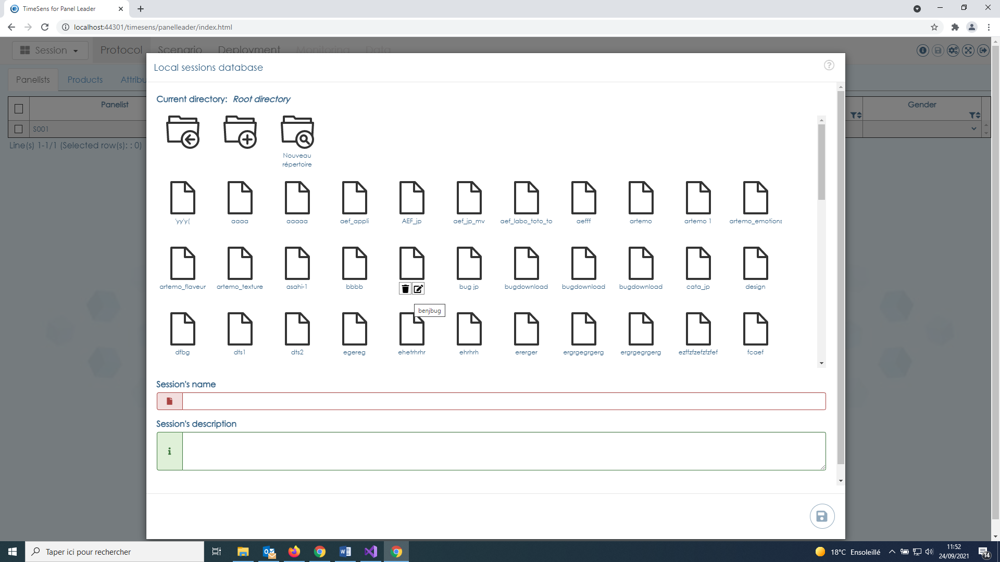 TimeSens for Panel Leader
localhost:44301/timesens/panelleader/index.html
Session Protocol Scenario Deployment Monitoring Data
Local sessions database
Panelists Products Attribu
Current directory: Root directory
Panelist Gender
S001
Line(s) 1-1/1 (Selected row(s): : 0)
Nouveau
répertoire
'yy'y( aaaa aaaaa aef_appli AEF_jp aef_jp_mv aef_labo_toto_to aefff artemo artemo 1 artemo_emotions
artemo_flaveur artemo_texture asahi-1 bbbb bug jp bugdownload bugdownload bugdownload cata_jp design
benjbug
dfbg dts1 dts2 egereg ehetrhrhr ehrhrh ererger ergrgegrgerg ergrgegrgerg ezffzfzefzfzfef fcaef
Session's name
Session's description
Taper ici pour rechercher
18°C Ensoleillé
11:52
24/09/2021
14